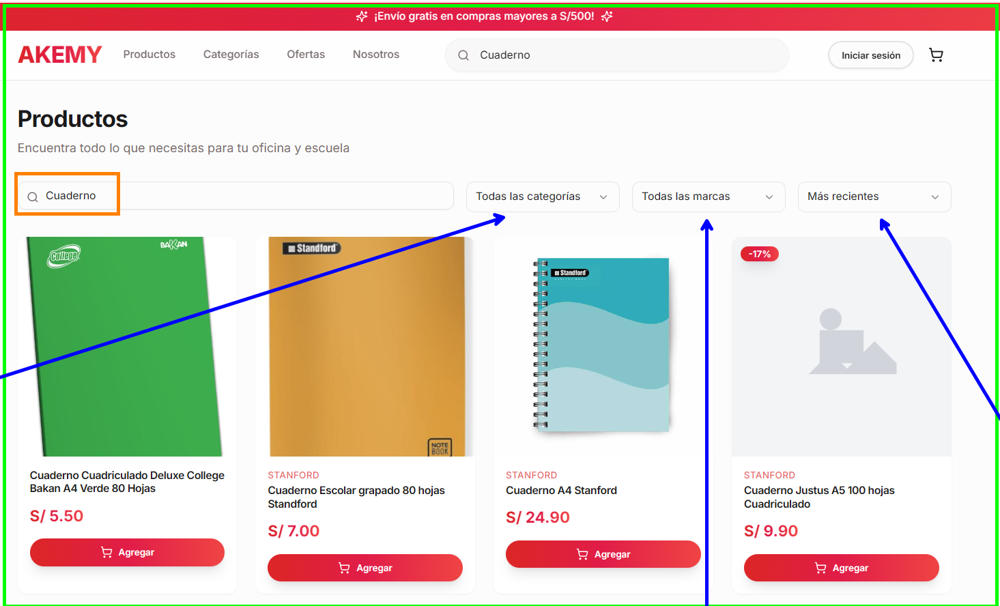 ¡Envío gratis en compras mayores a S/500!
AKEMY Productos Categorías Ofertas Nosotros Cuaderno Iniciar sesión
Productos
Encuentra todo lo que necesitas para tu oficina y escuela
Cuaderno Todas las categorías Todas las marcas Más recientes
College BAKAN
Standford
NOTE
BOOK
Standford
-17%
Cuaderno Cuadriculado Deluxe College
Bakan A4 Verde 80 Hojas
S/ 5.50
Agregar
STANFORD
Cuaderno Escolar grapado 80 hojas
Standford
S/ 7.00
Agregar
STANFORD
Cuaderno A4 Stanford
S/ 24.90
Agregar
STANFORD
Cuaderno Justus A5 100 hojas
Cuadriculado
S/ 9.90
Agregar